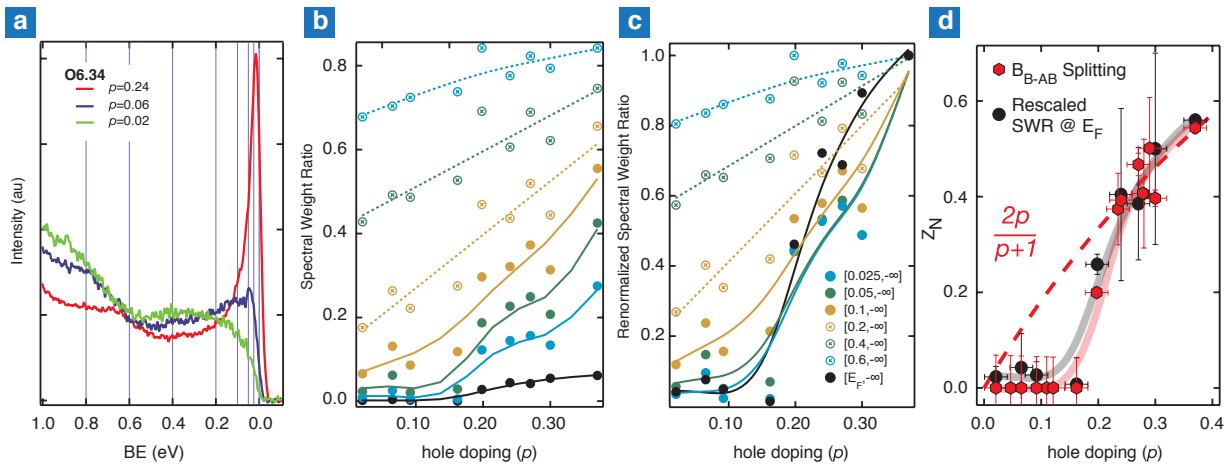 a
O6.34
p=0.24
p=0.06
p=0.02
Intensity (au)
1.0 0.8 0.6 0.4 0.2 0.0
BE (eV)
b
Spectral Weight Ratio
0.8
0.6
0.4
0.2
0.0
0.10 0.20 0.30
hole doping (p)
c
Renormalized Spectral Weight Ratio
1.0
0.8
0.6
0.4
0.2
[0.025,-∞]
[0.05,-∞]
[0.1,-∞]
[0.2,-∞]
[0.4,-∞]
[0.6,-∞]
[EF,-∞]
0.10 0.20 0.30
hole doping (p)
d
BB-AB Splitting
Rescaled
SWR @ EF
ZN
0.6
0.4
0.2
0.0
2p
p+1
0.0 0.1 0.2 0.3 0.4
hole doping (p)